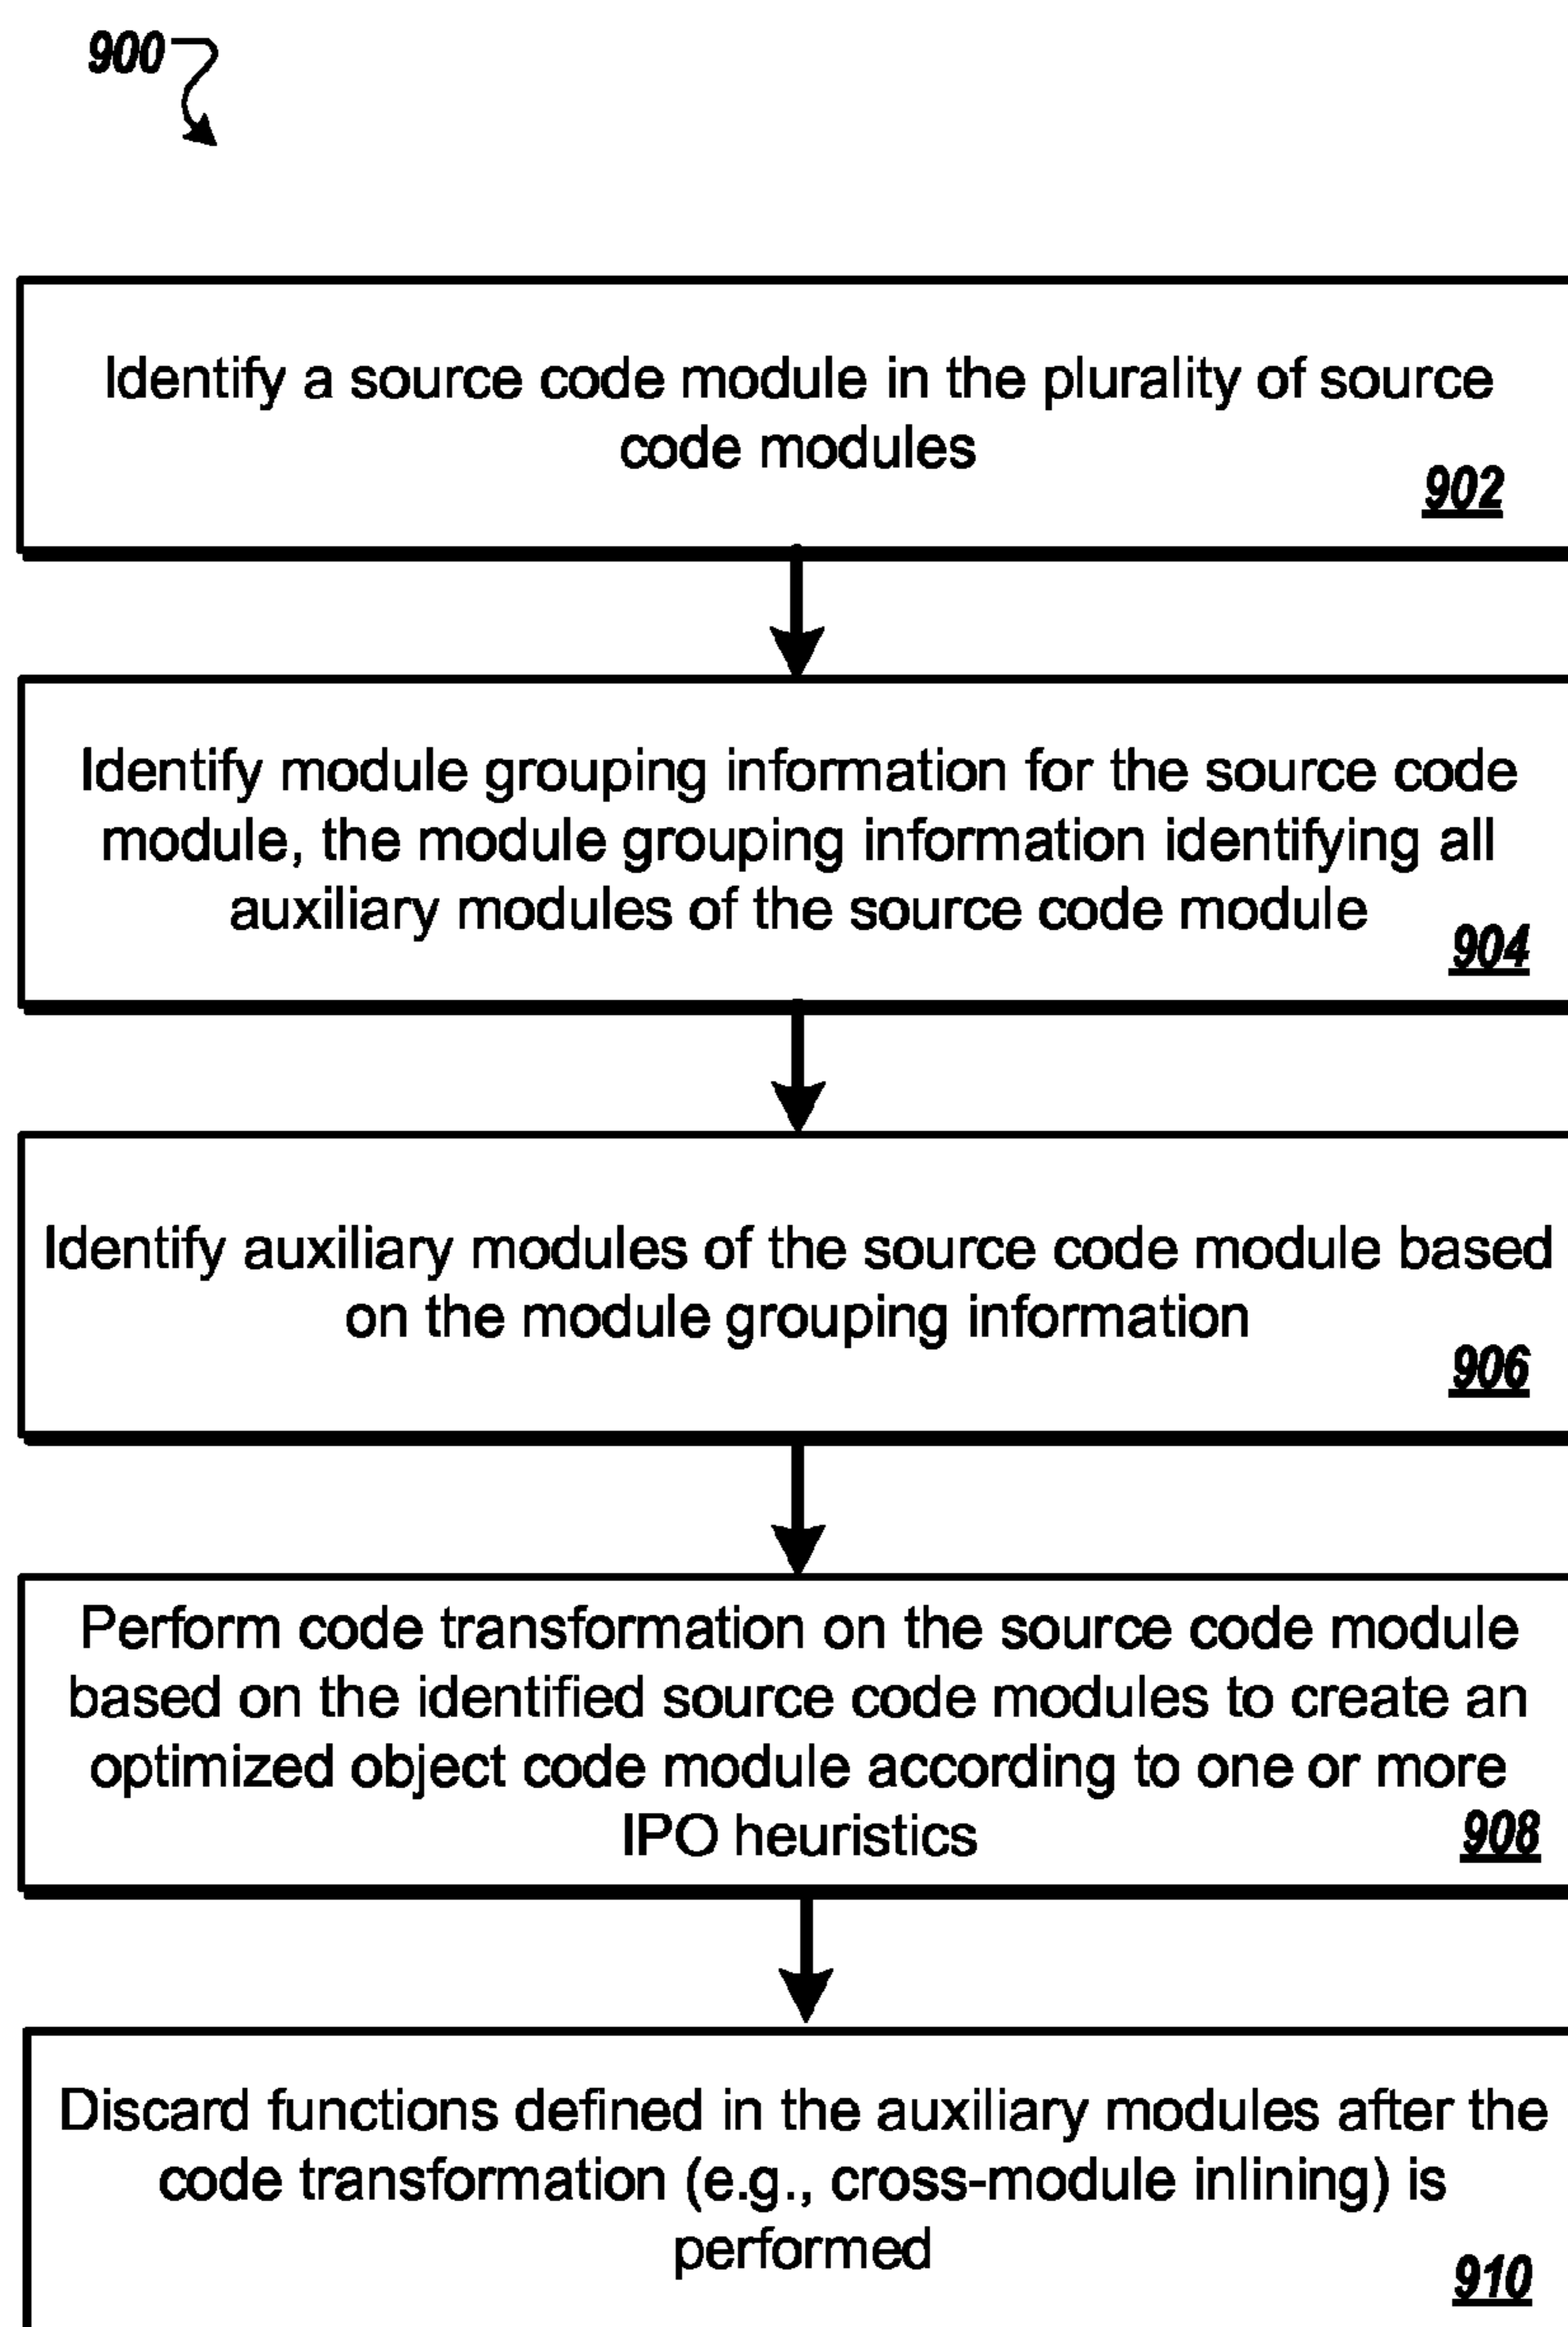 900
Identify a source code module in the plurality of source
code modules
902
Identify module grouping information for the source code
module, the module grouping information identifying all
auxiliary modules of the source code module
904
Identify auxiliary modules of the source code module based
on the module grouping information
906
Perform code transformation on the source code module
based on the identified source code modules to create an
optimized object code module according to one or more
IPO heuristics
908
Discard functions defined in the auxiliary modules after the
code transformation (e.g., cross-module inlining) is
performed
910